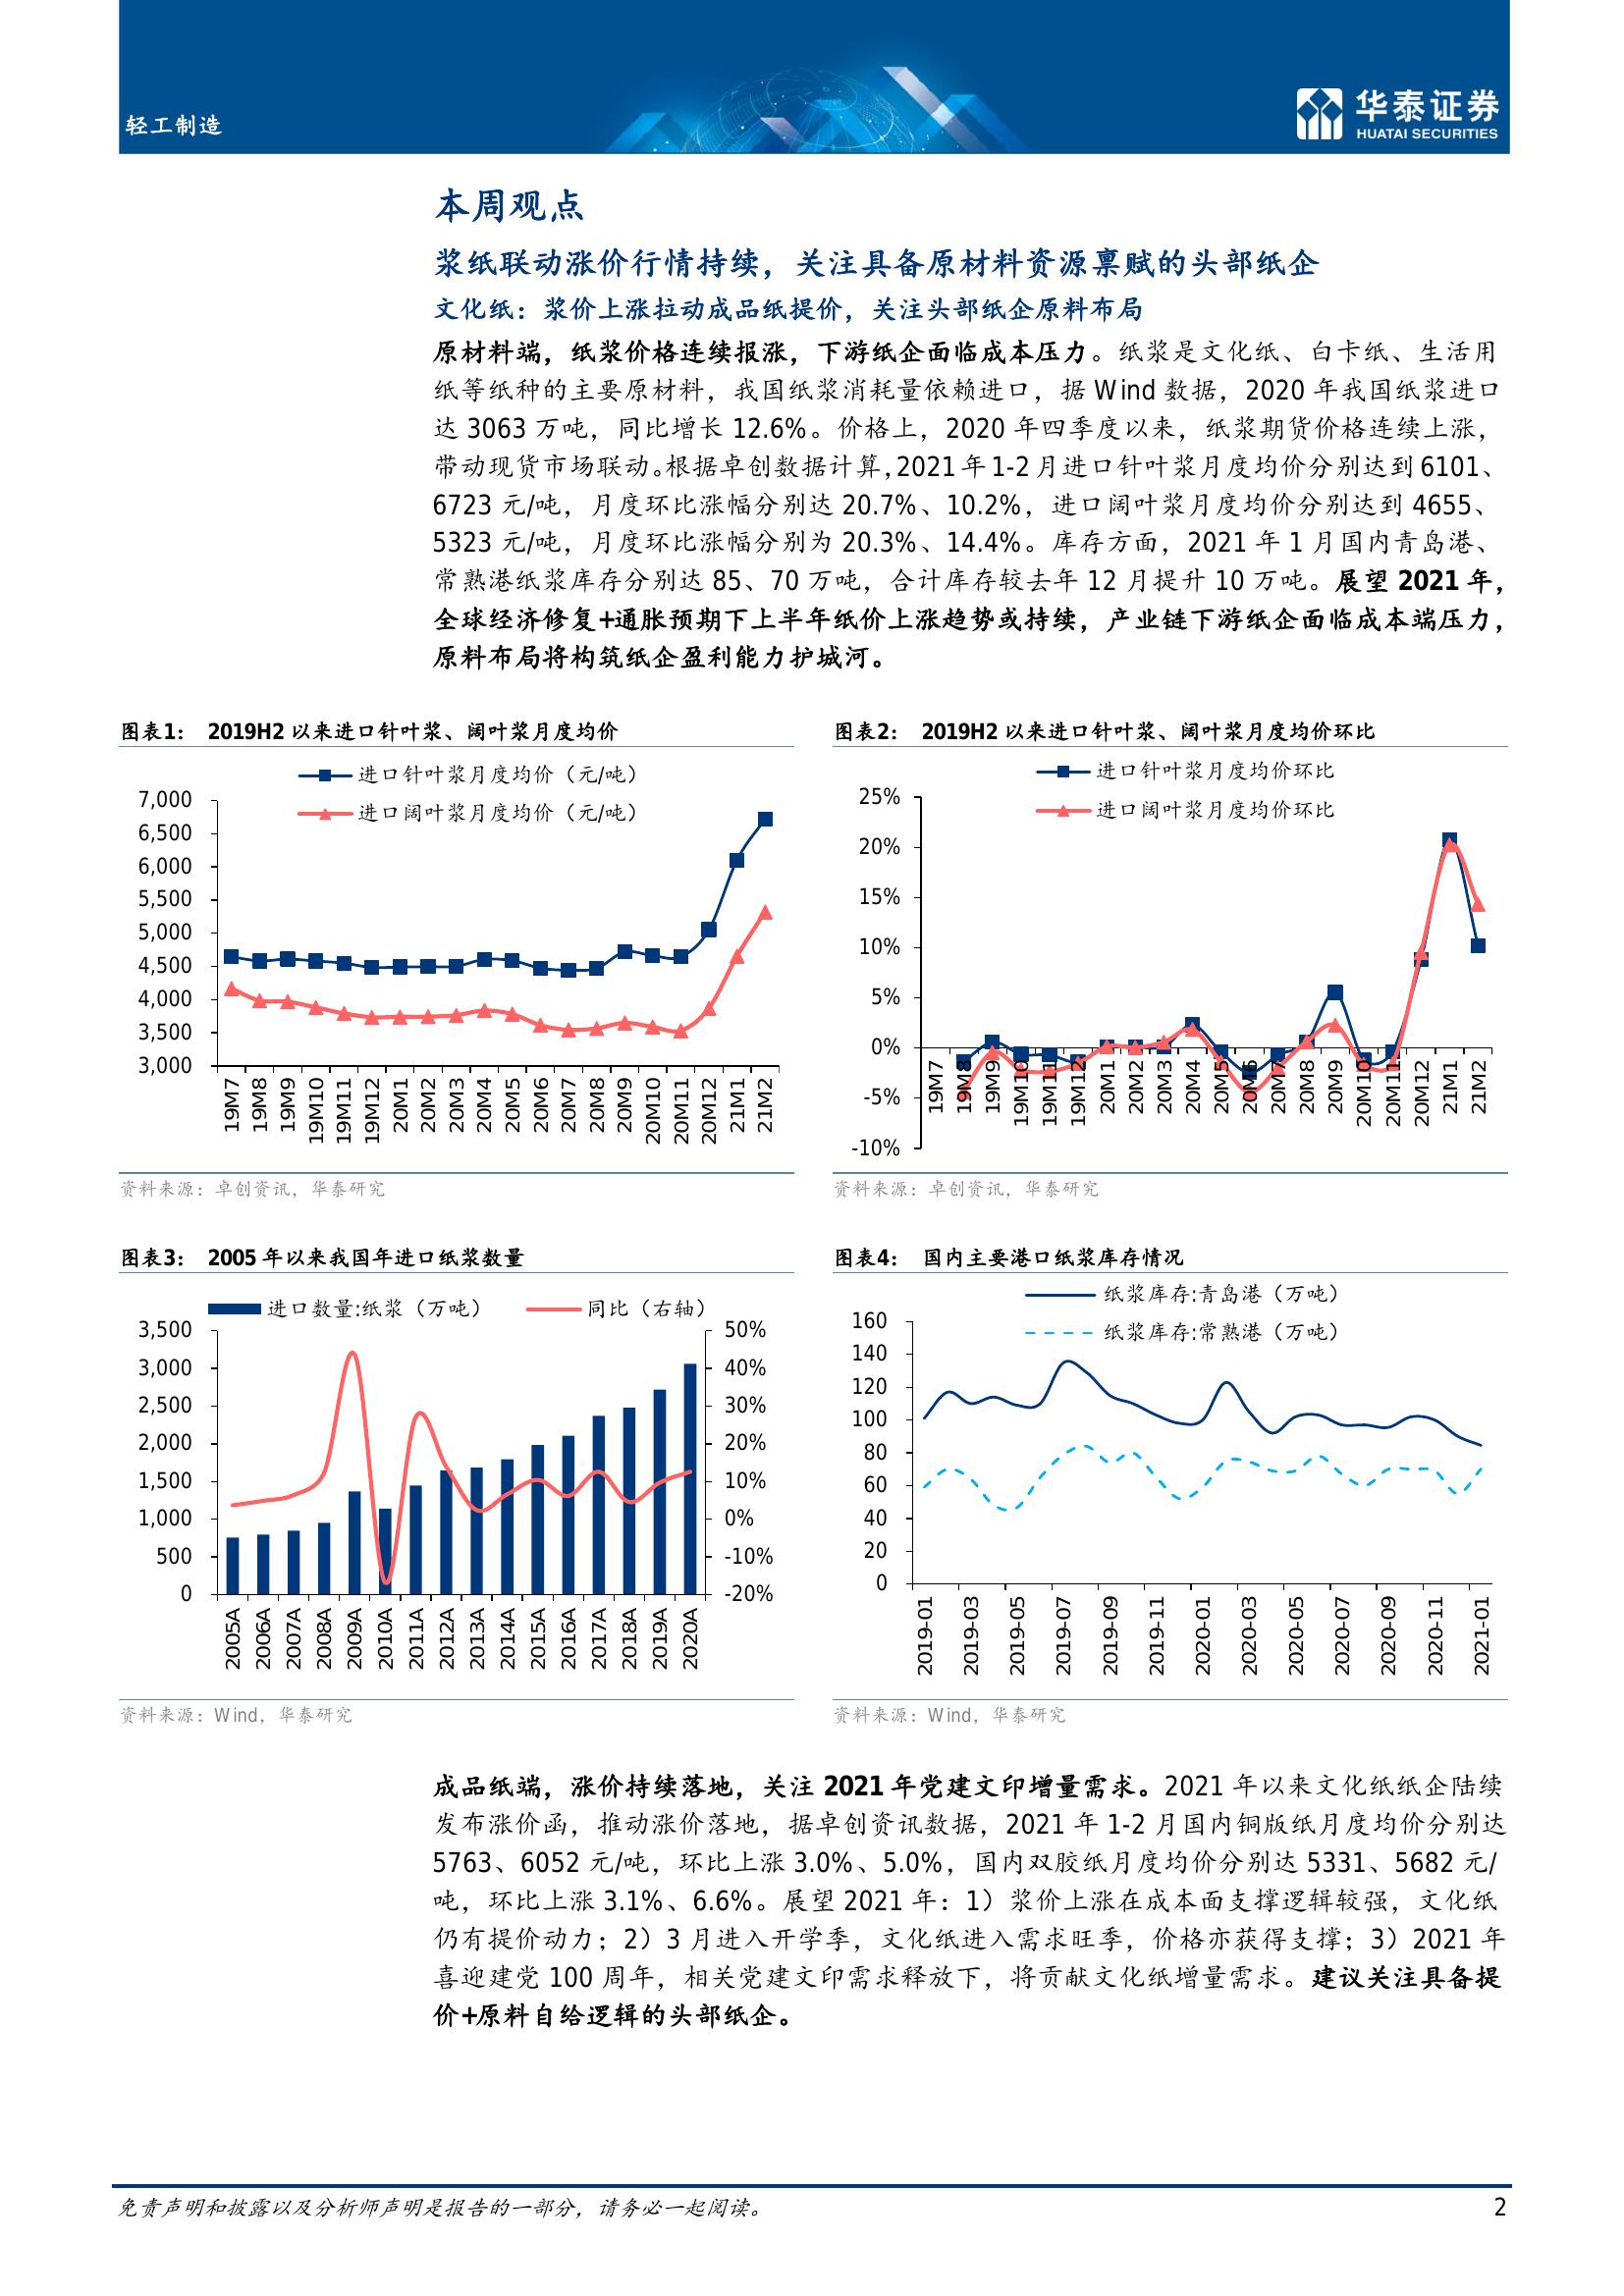 轻工制造
华泰证券
HUATAI SECURITIES
本周观点
浆纸联动涨价行情持续，关注具备原材料资源禀赋的头部纸企
文化纸：浆价上涨拉动成品纸提价，关注头部纸企原料布局
原材料端，纸浆价格连续报涨，下游纸企面临成本压力。纸浆是文化纸、白卡纸、生活用
纸等纸种的主要原材料，我国纸浆消耗量依赖进口，据 Wind 数据，2020 年我国纸浆进口
达 3063 万吨，同比增长 12.6%。价格上，2020 年四季度以来，纸浆期货价格连续上涨，
带动现货市场联动。根据卓创数据计算，2021 年 1-2 月进口针叶浆月度均价分别达到 6101、
6723 元/吨，月度环比涨幅分别达 20.7%、10.2%，进口阔叶浆月度均价分别达到 4655、
5323 元/吨，月度环比涨幅分别为 20.3%、14.4%。库存方面，2021 年 1 月国内青岛港、
常熟港纸浆库存分别达 85、70 万吨，合计库存较去年 12 月提升 10 万吨。展望 2021 年，
全球经济修复+通胀预期下上半年纸价上涨趋势或持续，产业链下游纸企面临成本端压力，
原料布局将构筑纸企盈利能力护城河。
图表1： 2019H2 以来进口针叶浆、阔叶浆月度均价
进口针叶浆月度均价（元/吨）
进口阔叶浆月度均价（元/吨）
7,000
6,500
6,000
5,500
5,000
4,500
4,000
3,500
3,000
19M7 19M8 19M9 19M10 19M11 19M12 20M1 20M2 20M3 20M4 20M5 20M6 20M7 20M8 20M9 20M10 20M11 20M12 21M1 21M2
资料来源：卓创资讯，华泰研究
图表2： 2019H2 以来进口针叶浆、阔叶浆月度均价环比
进口针叶浆月度均价环比
进口阔叶浆月度均价环比
25%
20%
15%
10%
5%
0%
-5%
-10%
19M7 19M8 19M9 19M10 19M11 19M12 20M1 20M2 20M3 20M4 20M5 20M6 20M7 20M8 20M9 20M10 20M11 20M12 21M1 21M2
资料来源：卓创资讯，华泰研究
图表3： 2005 年以来我国年进口纸浆数量
进口数量:纸浆（万吨） 同比（右轴）
3,500
3,000
2,500
2,000
1,500
1,000
500
0
50%
40%
30%
20%
10%
0%
-10%
-20%
2005A 2006A 2007A 2008A 2009A 2010A 2011A 2012A 2013A 2014A 2015A 2016A 2017A 2018A 2019A 2020A
资料来源：Wind，华泰研究
图表4： 国内主要港口纸浆库存情况
纸浆库存:青岛港（万吨）
纸浆库存:常熟港（万吨）
160
140
120
100
80
60
40
20
0
2019-01 2019-03 2019-05 2019-07 2019-09 2019-11 2020-01 2020-03 2020-05 2020-07 2020-09 2020-11 2021-01
资料来源：Wind，华泰研究
成品纸端，涨价持续落地，关注 2021 年党建文印增量需求。2021 年以来文化纸纸企陆续
发布涨价函，推动涨价落地，据卓创资讯数据，2021 年 1-2 月国内铜版纸月度均价分别达
5763、6052 元/吨，环比上涨 3.0%、5.0%，国内双胶纸月度均价分别达 5331、5682 元/
吨，环比上涨 3.1%、6.6%。展望 2021 年：1）浆价上涨在成本面支撑逻辑较强，文化纸
仍有提价动力；2）3 月进入开学季，文化纸进入需求旺季，价格亦获得支撑；3）2021 年
喜迎建党 100 周年，相关党建文印需求释放下，将贡献文化纸增量需求。建议关注具备提
价+原料自给逻辑的头部纸企。
免责声明和披露以及分析师声明是报告的一部分，请务必一起阅读。
2